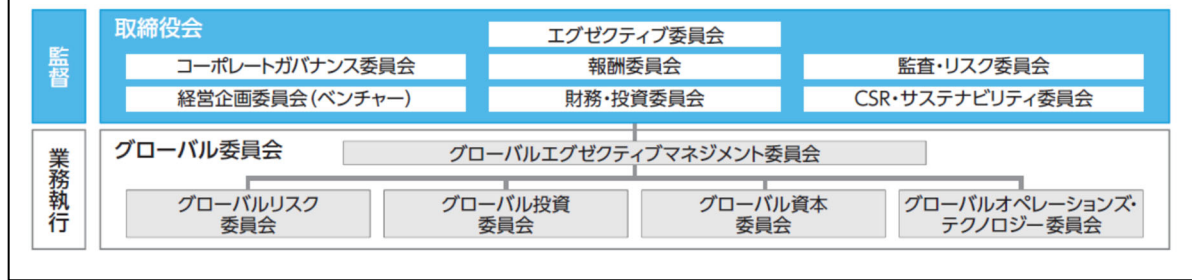 監督
取締役会
エグゼクティブ委員会
コーポレートガバナンス委員会
報酬委員会
監査・リスク委員会
経営企画委員会(ベンチャー)
財務・投資委員会
CSR・サステナビリティ委員会
業務執行
グローバル委員会
グローバルエグゼクティブマネジメント委員会
グローバルリスク
委員会
グローバル投資
委員会
グローバル資本
委員会
グローバルオペレーションズ・
テクノロジー委員会